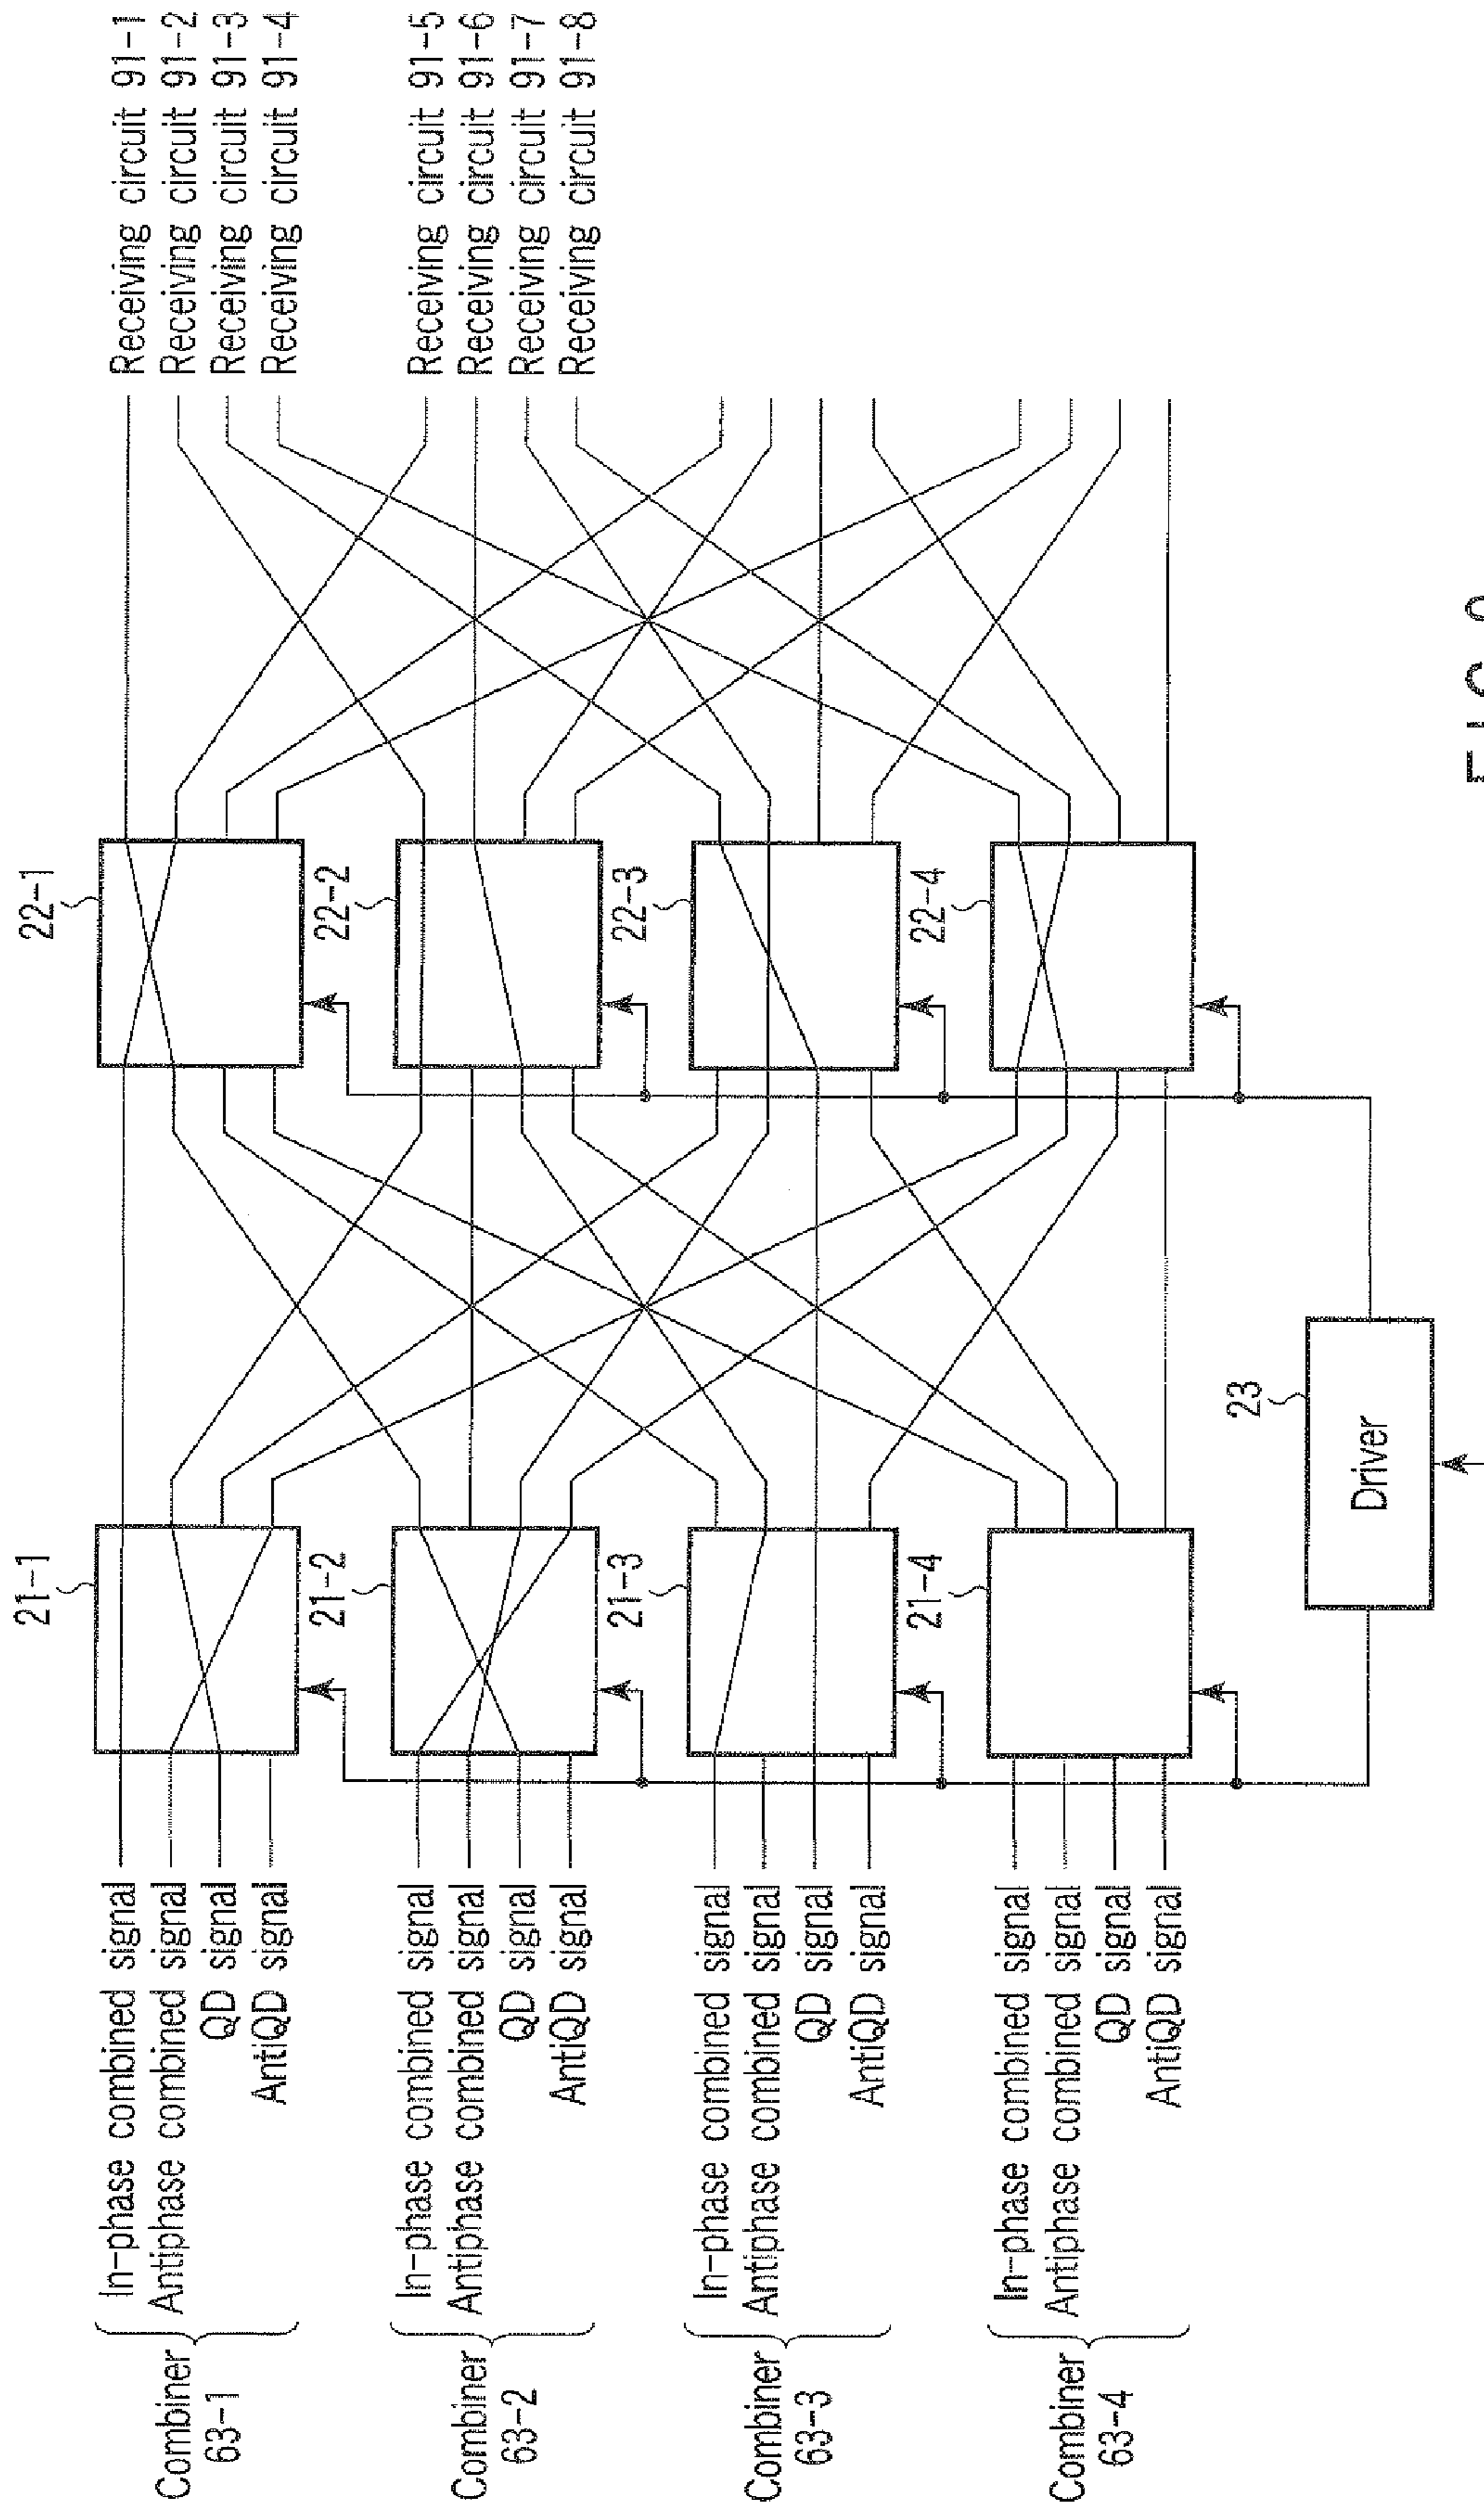 Combiner
63-1
In-phase combined signal
Antiphase combined signal
QD signal
AntiQD signal
Combiner
63-2
In-phase combined signal
Antiphase combined signal
QD signal
AntiQD signal
Combiner
63-3
In-phase combined signal
Antiphase combined signal
QD signal
AntiQD signal
Combiner
63-4
In-phase combined signal
Antiphase combined signal
QD signal
AntiQD signal
21-1
21-2
21-3
21-4
23
Driver
22-1
22-2
22-3
22-4
Receiving circuit 91-1
Receiving circuit 91-2
Receiving circuit 91-3
Receiving circuit 91-4
Receiving circuit 91-5
Receiving circuit 91-6
Receiving circuit 91-7
Receiving circuit 91-8